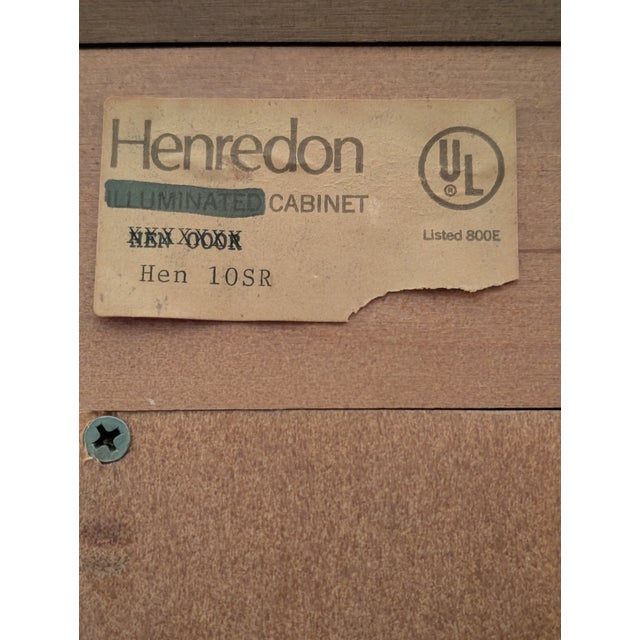 Henredon
ILLUMINATED CABINET
UL
®
Listed 800E
Hen 10SR